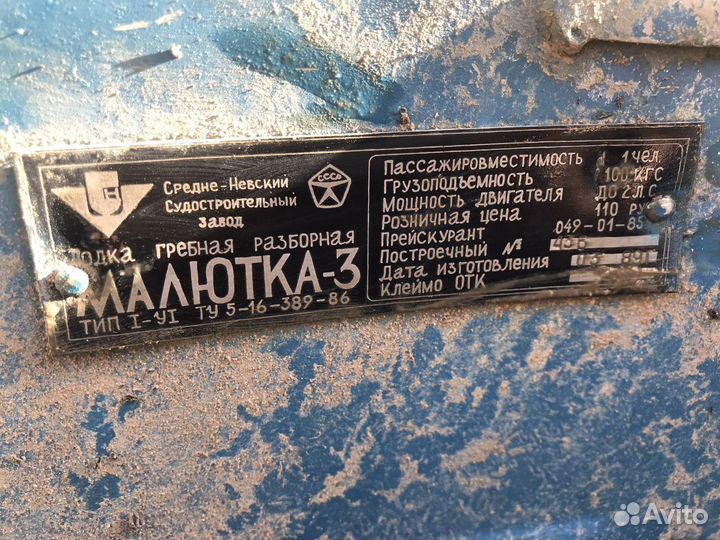 Средне-Невский
Судостроительный
завод
СССР
Лодка гребная разборная
МАЛЮТКА-3
ТИП I-УI ТУ 5-16-389-86
Пассажировместимость 1 чел.
Грузоподъемность 100 кгс
Мощность двигателя до 2 л с
Розничная цена 110 руб
Прейскурант 049-01-85
Построечный №
Дата изготовления
Клеймо ОТК
Avito